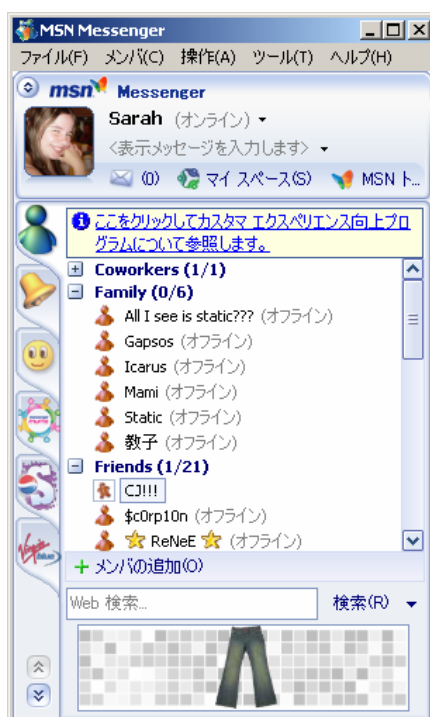 MSN Messenger
ファイル(F) メンバ(C) 操作(A) ツール(T) ヘルプ(H)
msn Messenger
Sarah (オンライン)
<表示メッセージを入力します>
(0) マイ スペース(S) MSN ト...
ここをクリックしてカスタマ エクスペリエンス向上プロ
グラムについて参照します。
Coworkers (1/1)
Family (0/6)
All I see is static??? (オフライン)
Gapsos (オフライン)
Icarus (オフライン)
Mami (オフライン)
Static (オフライン)
教子 (オフライン)
Friends (1/21)
CJ!!!
$c0rp10n (オフライン)
ReNeE (オフライン)
メンバの追加(O)
Web 検索...
検索(R)
Virgin